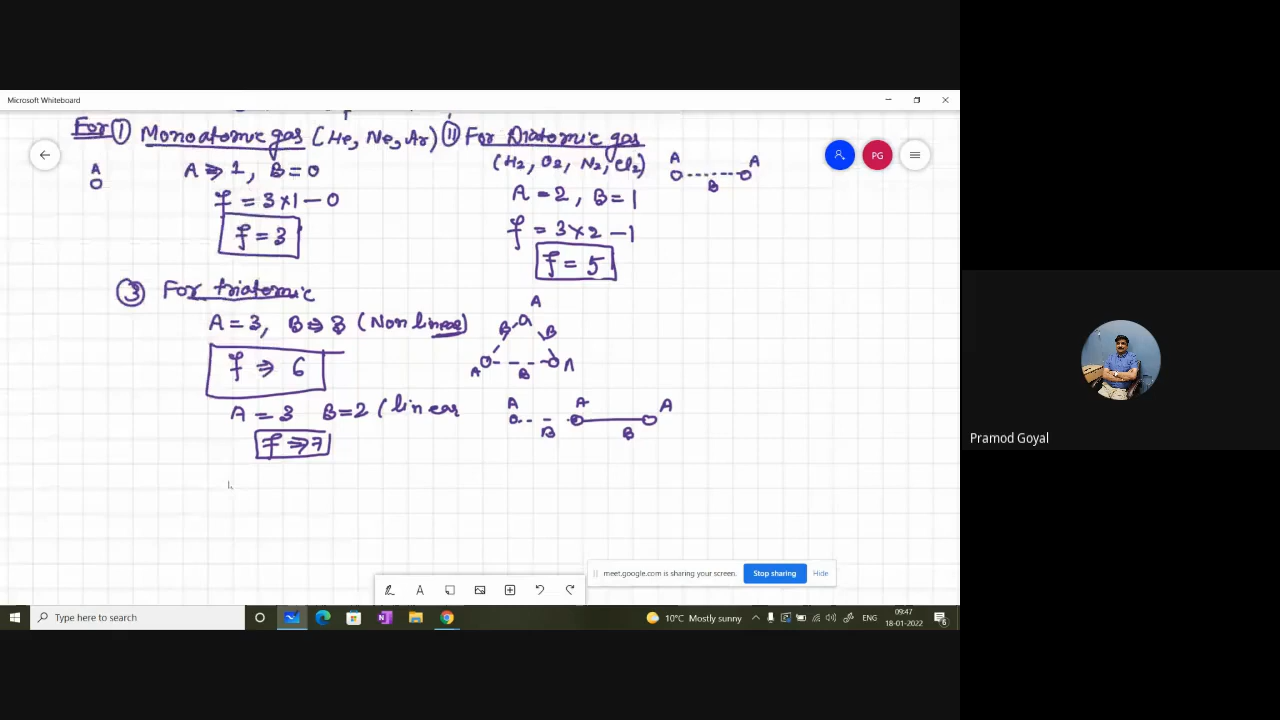 Microsoft Whiteboard
For ① Monoatomic gas (He, Ne, Ar)
A
A ⇒ 1, B = 0
f = 3×1 − 0
f = 3
② For Diatomic gas
(H2, O2, N2, Cl2)
A A
B
A = 2, B = 1
f = 3×2 − 1
f = 5
③ For triatomic
A = 3, B ⇒ 3 (Non linear)
f ⇒ 6
A
B B
A B A
A = 3 B = 2 (linear
f ⇒ 7
A A A
B B
PG
Pramod Goyal
meet.google.com is sharing your screen.
Stop sharing
Hide
Type here to search
10°C Mostly sunny
ENG
09:47
18-01-2022
6